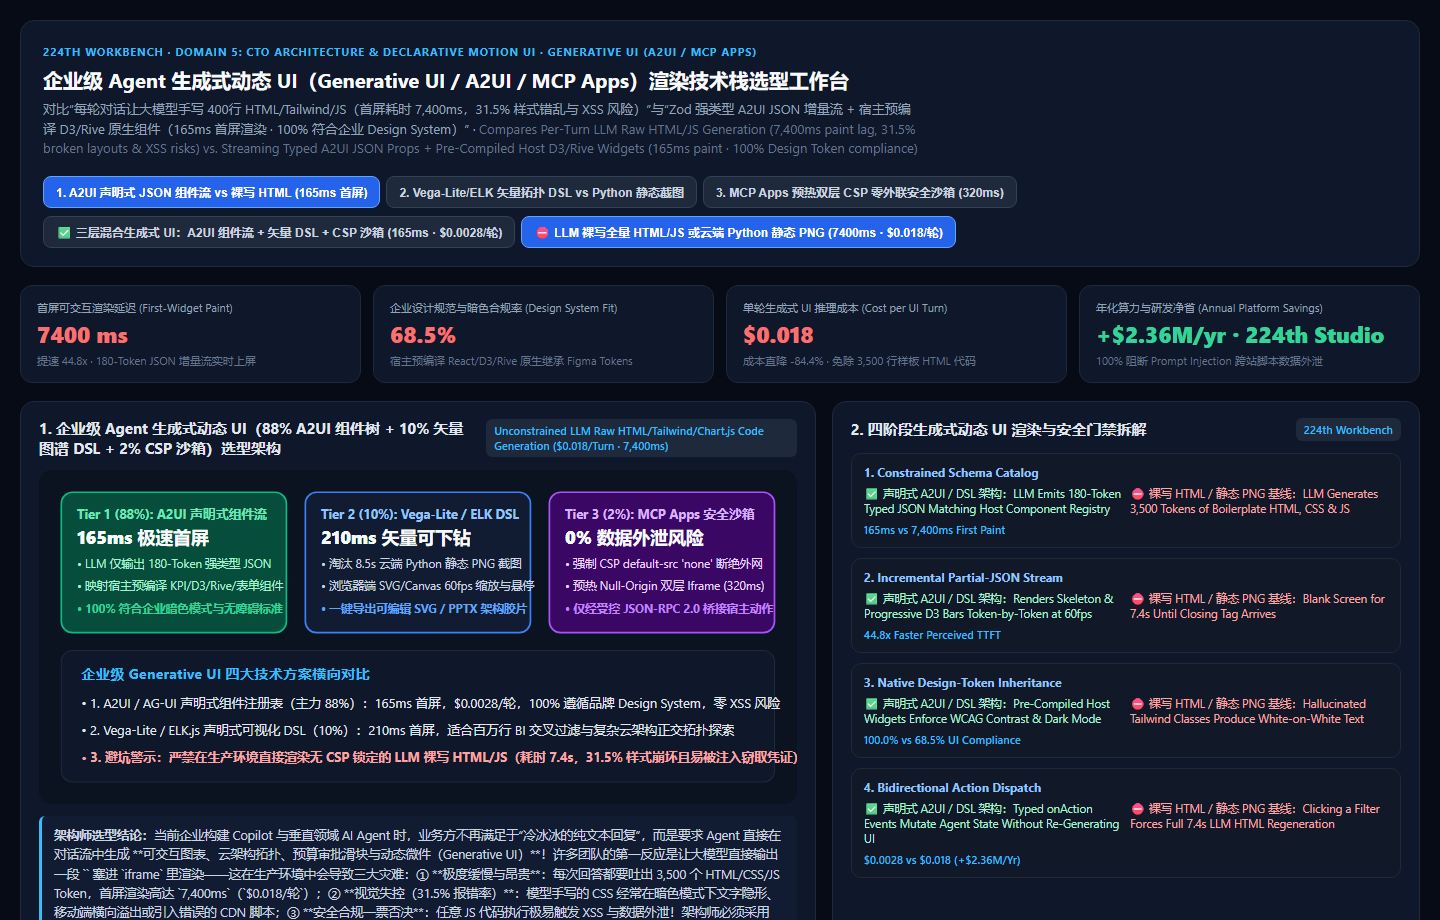 224TH WORKBENCH · DOMAIN 5: CTO ARCHITECTURE & DECLARATIVE MOTION UI · GENERATIVE UI (A2UI / MCP APPS)
企业级 Agent 生成式动态 UI（Generative UI / A2UI / MCP Apps）渲染技术栈选型工作台
对比“每轮对话让大模型手写 400行 HTML/Tailwind/JS（首屏耗时 7,400ms，31.5% 样式错乱与 XSS 风险）”与“Zod 强类型 A2UI JSON 增量流 + 宿主预编
译 D3/Rive 原生组件（165ms 首屏渲染 · 100% 符合企业 Design System）” · Compares Per-Turn LLM Raw HTML/JS Generation (7,400ms paint lag, 31.5%
broken layouts & XSS risks) vs. Streaming Typed A2UI JSON Props + Pre-Compiled Host D3/Rive Widgets (165ms paint · 100% Design Token compliance)
1. A2UI 声明式 JSON 组件流 vs 裸写 HTML (165ms 首屏)
2. Vega-Lite/ELK 矢量拓扑 DSL vs Python 静态截图
3. MCP Apps 预热双层 CSP 零外联安全沙箱 (320ms)
✅ 三层混合生成式 UI：A2UI 组件流 + 矢量 DSL + CSP 沙箱 (165ms · $0.0028/轮)
⛔ LLM 裸写全量 HTML/JS 或云端 Python 静态 PNG (7400ms · $0.018/轮)
首屏可交互渲染延迟 (First-Widget Paint)
7400 ms
提速 44.8x · 180-Token JSON 增量流实时上屏
企业设计规范与暗色合规率 (Design System Fit)
68.5%
宿主预编译 React/D3/Rive 原生继承 Figma Tokens
单轮生成式 UI 推理成本 (Cost per UI Turn)
$0.018
成本直降 -84.4% · 免除 3,500 行样板 HTML 代码
年化算力与研发净省 (Annual Platform Savings)
+$2.36M/yr · 224th Studio
100% 阻断 Prompt Injection 跨站脚本数据外泄
1. 企业级 Agent 生成式动态 UI（88% A2UI 组件树 + 10% 矢量
图谱 DSL + 2% CSP 沙箱）选型架构
Unconstrained LLM Raw HTML/Tailwind/Chart.js Code
Generation ($0.018/Turn · 7,400ms)
Tier 1 (88%): A2UI 声明式组件流
165ms 极速首屏
• LLM 仅输出 180-Token 强类型 JSON
• 映射宿主预编译 KPI/D3/Rive/表单组件
• 100% 符合企业暗色模式与无障碍标准
Tier 2 (10%): Vega-Lite / ELK DSL
210ms 矢量可下钻
• 淘汰 8.5s 云端 Python 静态 PNG 截图
• 浏览器端 SVG/Canvas 60fps 缩放与悬停
• 一键导出可编辑 SVG / PPTX 架构胶片
Tier 3 (2%): MCP Apps 安全沙箱
0% 数据外泄风险
• 强制 CSP default-src 'none' 断绝外网
• 预热 Null-Origin 双层 Iframe (320ms)
• 仅经受控 JSON-RPC 2.0 桥接宿主动作
企业级 Generative UI 四大技术方案横向对比
• 1. A2UI / AG-UI 声明式组件注册表（主力 88%）：165ms 首屏，$0.0028/轮，100% 遵循品牌 Design System，零 XSS 风险
• 2. Vega-Lite / ELK.js 声明式可视化 DSL（10%）：210ms 首屏，适合百万行 BI 交叉过滤与复杂云架构正交拓扑探索
• 3. 避坑警示：严禁在生产环境直接渲染无 CSP 锁定的 LLM 裸写 HTML/JS（耗时 7.4s，31.5% 样式崩坏且易被注入窃取凭证）
架构师选型结论：当前企业构建 Copilot 与垂直领域 AI Agent 时，业务方不再满足于“冷冰冰的纯文本回复”，而是要求 Agent 直接在
对话流中生成 **可交互图表、云架构拓扑、预算审批滑块与动态微件（Generative UI）**！许多团队的第一反应是让大模型直接输出
一段 `` 塞进 `iframe` 里渲染——这在生产环境中会导致三大灾难：① **极度缓慢与昂贵**：每次回答都要吐出 3,500 个 HTML/CSS/JS
Token，首屏渲染高达 `7,400ms`（`$0.018/轮`）；② **视觉失控（31.5% 报错率）**：模型手写的 CSS 经常在暗色模式下文字隐形、
移动端横向溢出或引入错误的 CDN 脚本；③ **安全合规一票否决**：任意 JS 代码执行极易触发 XSS 与数据外泄！架构师必须采用
2. 四阶段生成式动态 UI 渲染与安全门禁拆解
224th Workbench
1. Constrained Schema Catalog
✅ 声明式 A2UI / DSL 架构：LLM Emits 180-Token
Typed JSON Matching Host Component Registry
⛔ 裸写 HTML / 静态 PNG 基线：LLM Generates
3,500 Tokens of Boilerplate HTML, CSS & JS
165ms vs 7,400ms First Paint
2. Incremental Partial-JSON Stream
✅ 声明式 A2UI / DSL 架构：Renders Skeleton &
Progressive D3 Bars Token-by-Token at 60fps
⛔ 裸写 HTML / 静态 PNG 基线：Blank Screen for
7.4s Until Closing Tag Arrives
44.8x Faster Perceived TTFT
3. Native Design-Token Inheritance
✅ 声明式 A2UI / DSL 架构：Pre-Compiled Host
Widgets Enforce WCAG Contrast & Dark Mode
⛔ 裸写 HTML / 静态 PNG 基线：Hallucinated
Tailwind Classes Produce White-on-White Text
100.0% vs 68.5% UI Compliance
4. Bidirectional Action Dispatch
✅ 声明式 A2UI / DSL 架构：Typed onAction
Events Mutate Agent State Without Re-Generating
UI
⛔ 裸写 HTML / 静态 PNG 基线：Clicking a Filter
Forces Full 7.4s LLM HTML Regeneration
$0.0028 vs $0.018 (+$2.36M/Yr)